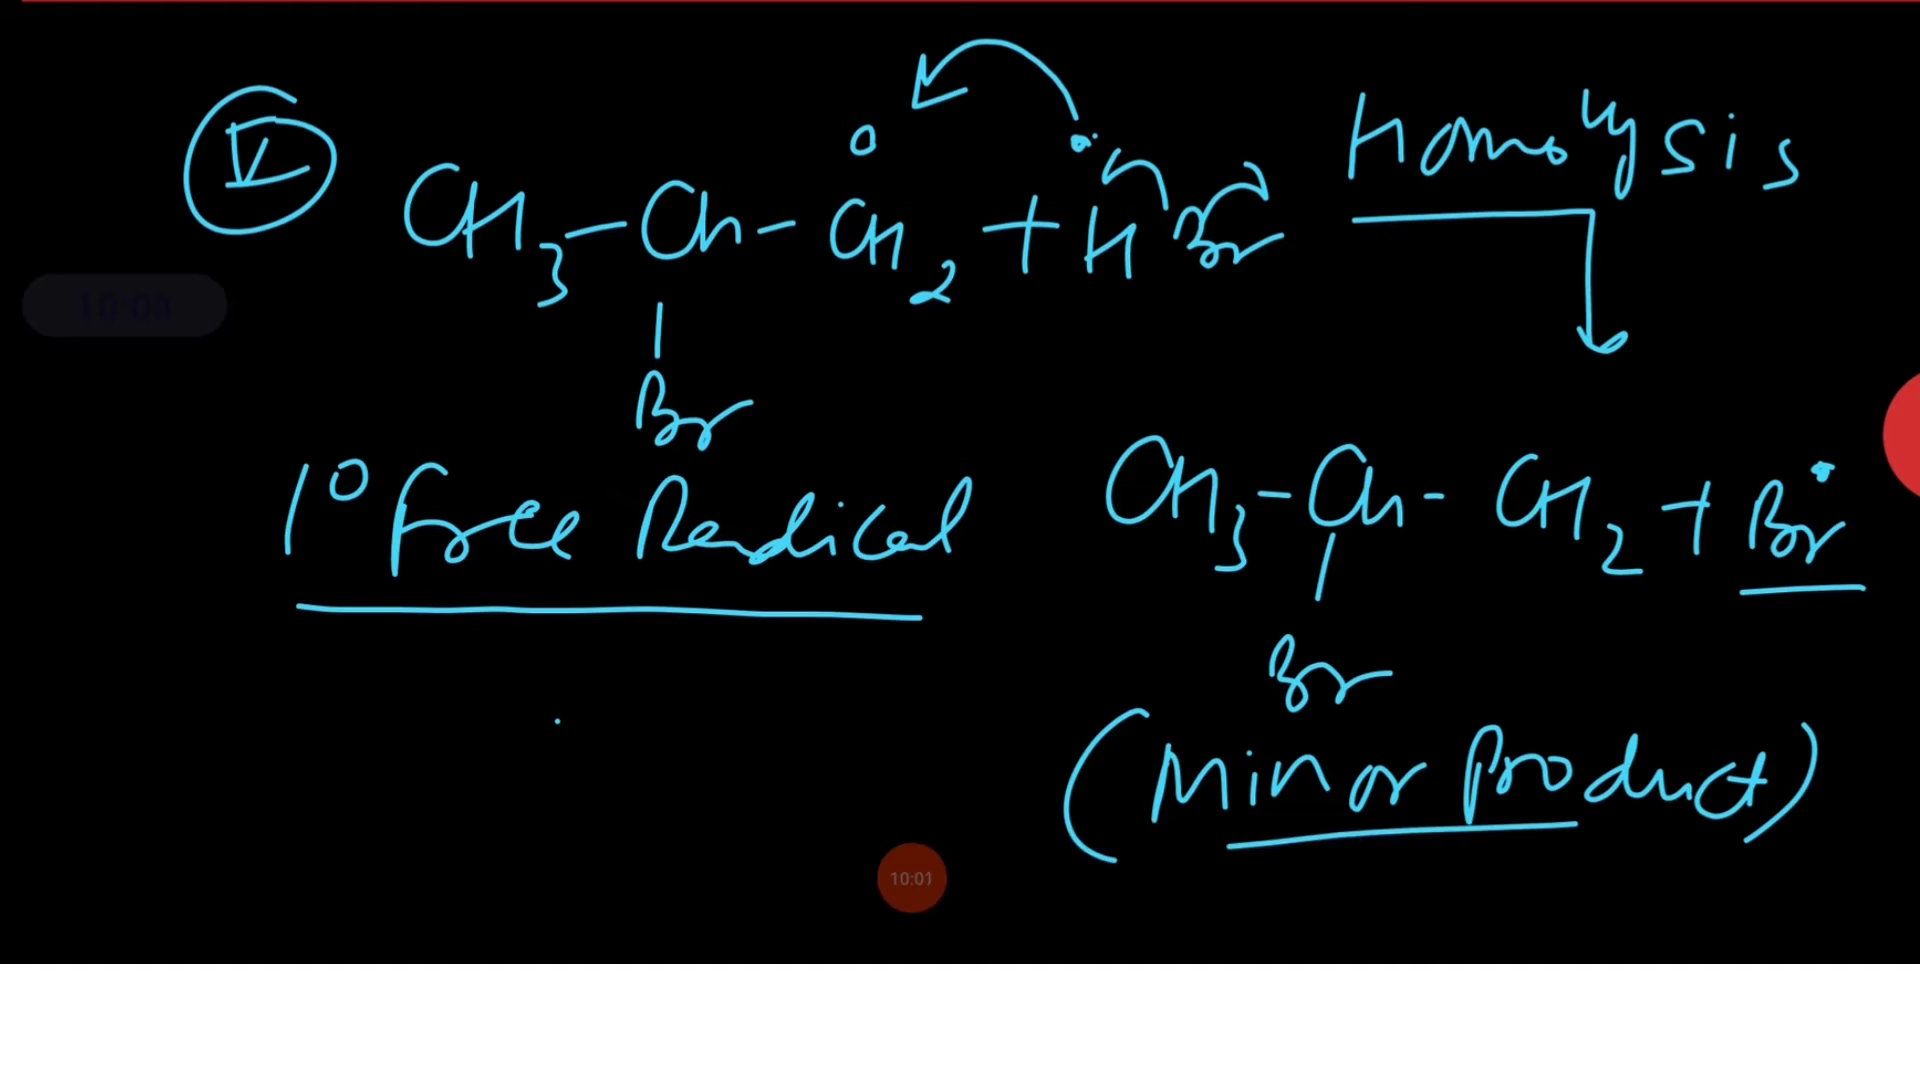 V
CH3-CH-CH2 + H Br Homolysis
Br
1° Free Radical
CH3-CH-CH2 + Br•
Br
(Minor Product)
10:01